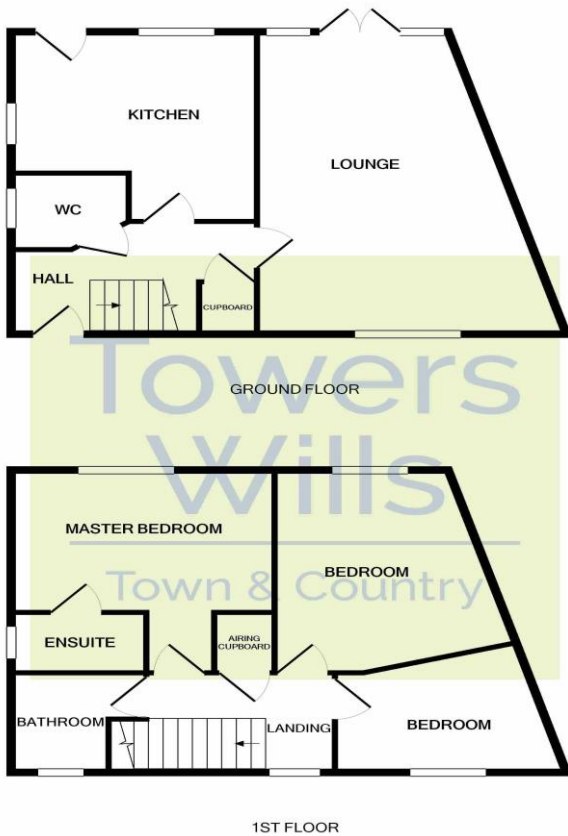 KITCHEN
LOUNGE
WC
HALL
CUPBOARD
Towers
GROUND FLOOR
Wills
MASTER BEDROOM
BEDROOM
Town & Country
ENSUITE
AIRING
CUPBOARD
BATHROOM
LANDING
BEDROOM
1ST FLOOR